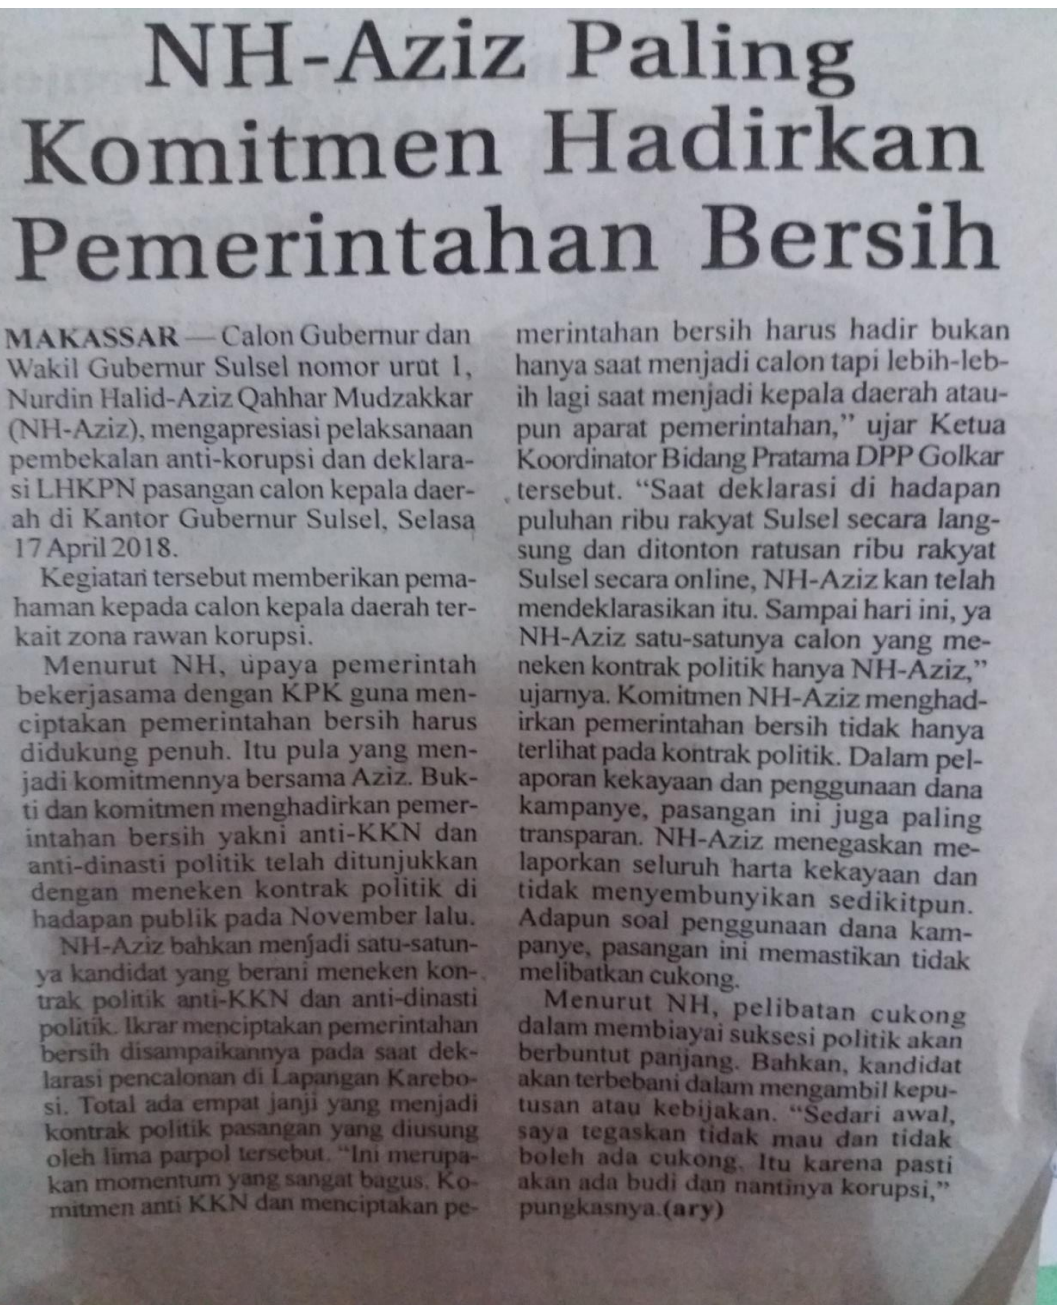 NH-Aziz Paling
Komitmen Hadirkan
Pemerintahan Bersih
MAKASSAR — Calon Gubernur dan
Wakil Gubernur Sulsel nomor urut 1,
Nurdin Halid-Aziz Qahhar Mudzakkar
(NH-Aziz), mengapresiasi pelaksanaan
pembekalan anti-korupsi dan deklara-
si LHKPN pasangan calon kepala daer-
ah di Kantor Gubernur Sulsel, Selasa
17 April 2018.
Kegiatan tersebut memberikan pema-
haman kepada calon kepala daerah ter-
kait zona rawan korupsi.
Menurut NH, upaya pemerintah
bekerjasama dengan KPK guna men-
ciptakan pemerintahan bersih harus
didukung penuh. Itu pula yang men-
jadi komitmennya bersama Aziz. Buk-
ti dan komitmen menghadirkan pemer-
intahan bersih yakni anti-KKN dan
anti-dinasti politik telah ditunjukkan
dengan meneken kontrak politik di
hadapan publik pada November lalu.
NH-Aziz bahkan menjadi satu-satun-
ya kandidat yang berani meneken kon-
trak politik anti-KKN dan anti-dinasti
politik. Ikrar menciptakan pemerintahan
bersih disampaikannya pada saat dek-
larasi pencalonan di Lapangan Karebo-
si. Total ada empat janji yang menjadi
kontrak politik pasangan yang diusung
oleh lima parpol tersebut. “Ini merupa-
kan momentum yang sangat bagus. Ko-
mitmen anti KKN dan menciptakan pe-
merintahan bersih harus hadir bukan
hanya saat menjadi calon tapi lebih-leb-
ih lagi saat menjadi kepala daerah atau-
pun aparat pemerintahan,” ujar Ketua
Koordinator Bidang Pratama DPP Golkar
tersebut. “Saat deklarasi di hadapan
puluhan ribu rakyat Sulsel secara lang-
sung dan ditonton ratusan ribu rakyat
Sulsel secara online, NH-Aziz kan telah
mendeklarasikan itu. Sampai hari ini, ya
NH-Aziz satu-satunya calon yang me-
neken kontrak politik hanya NH-Aziz,”
ujarnya. Komitmen NH-Aziz menghad-
irkan pemerintahan bersih tidak hanya
terlihat pada kontrak politik. Dalam pel-
aporan kekayaan dan penggunaan dana
kampanye, pasangan ini juga paling
transparan. NH-Aziz menegaskan me-
laporkan seluruh harta kekayaan dan
tidak menyembunyikan sedikitpun.
Adapun soal penggunaan dana kam-
panye, pasangan ini memastikan tidak
melibatkan cukong.
Menurut NH, pelibatan cukong
dalam membiayai suksesi politik akan
berbuntut panjang. Bahkan, kandidat
akan terbebani dalam mengambil kepu-
tusan atau kebijakan. “Sedari awal,
saya tegaskan tidak mau dan tidak
boleh ada cukong. Itu karena pasti
akan ada budi dan nantinya korupsi,”
pungkasnya.(ary)